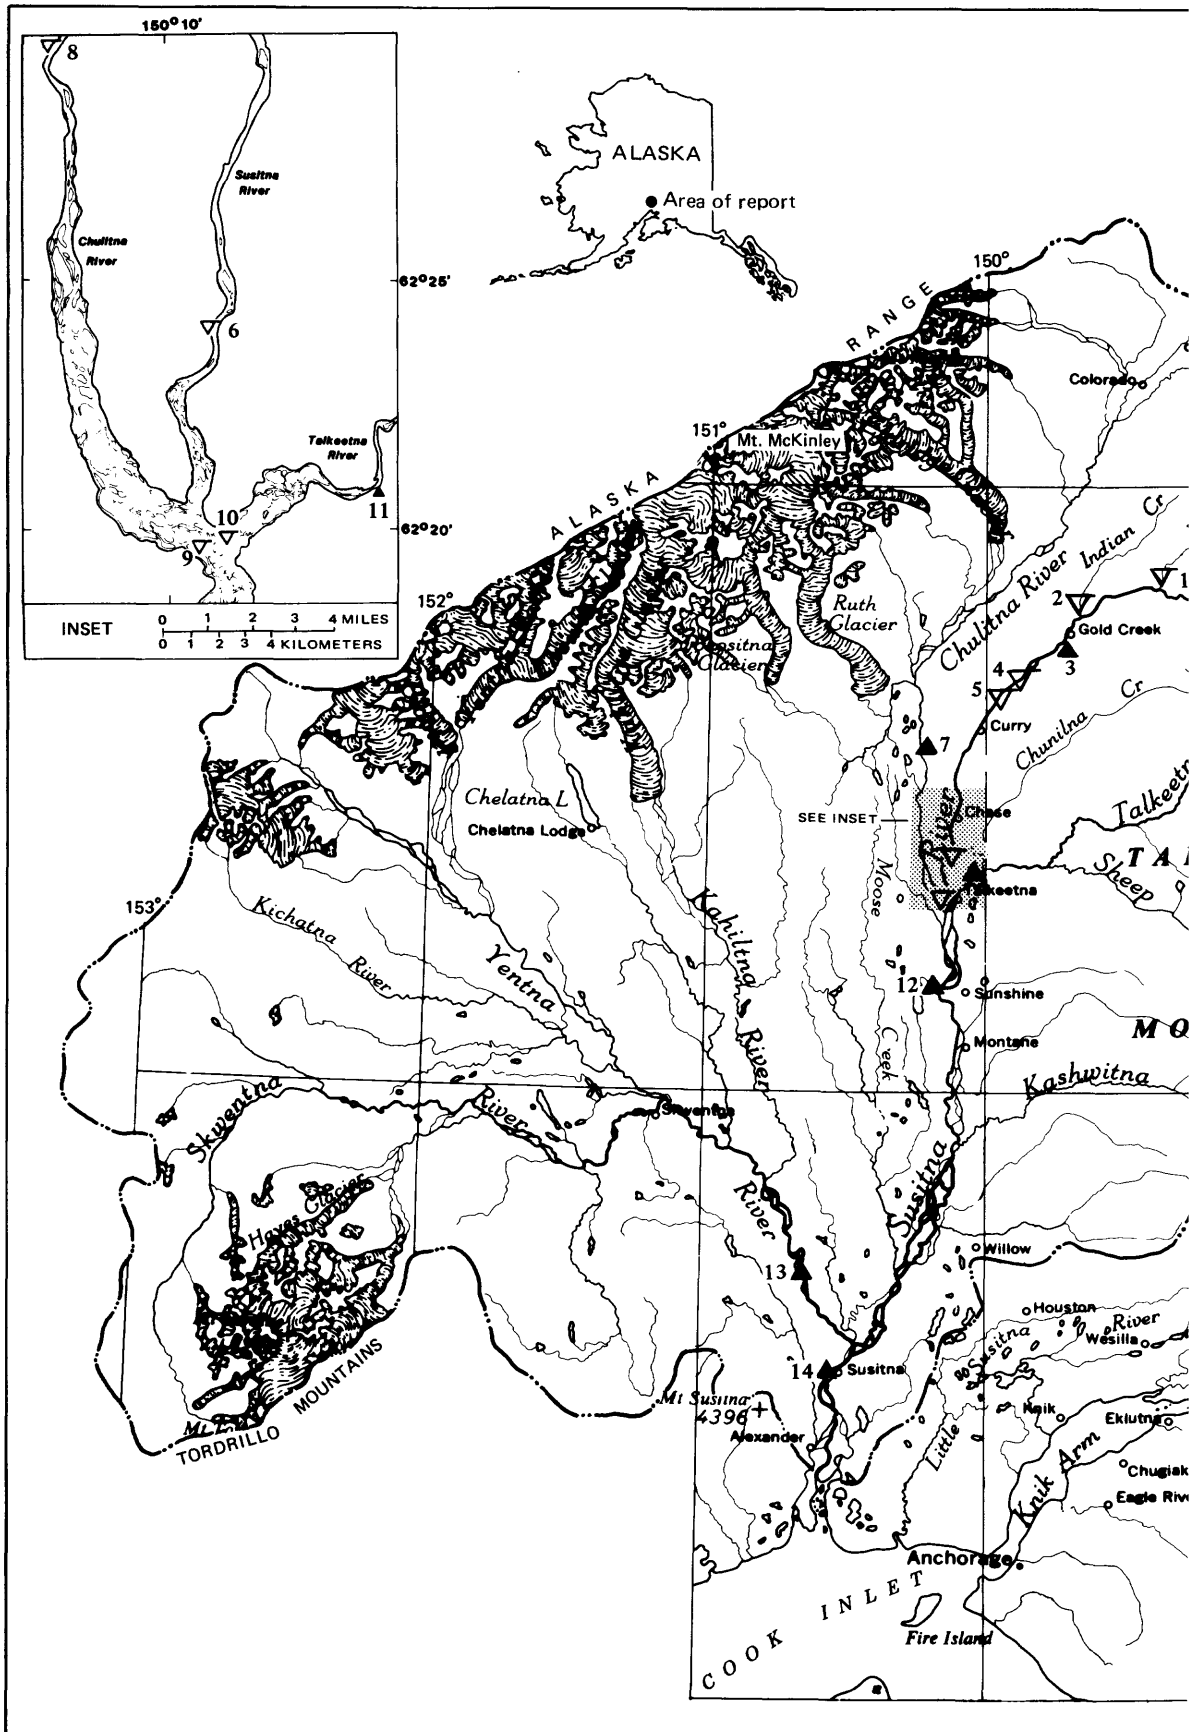 150°10'
8
Susitna
River
Chulitna
River
62°25'
6
Talkeetna
River
11
10
62°20'
9
INSET
0 1 2 3 4 MILES
0 1 2 3 4 KILOMETERS
ALASKA
Area of report
150°
ALASKA RANGE
Colorado
151°
Mt. McKinley
Indian Cr
Chulitna River
1
2
Gold Creek
3
4
5
Curry
Chunilna Cr
Ruth
Glacier
Glacier
152°
7
Chelatna L
Chelatna Lodge
SEE INSET
Chase
River
Talkeetn
TA
Sheep
Talkeetna
Moose
Creek
153°
Kichatna
River
Yentna
River
Kahiltna
River
12
Sunshine
MO
Montana
Kashwitna
Skwentna
River
Skwentna
Susitna
Hayes Glacier
Willow
13
Houston
River
Wasilla
Susitna
Little
14
Susitna
Mt Susitna
4396
Alexander
Knik
Eklutna
Chugiak
Eagle Rive
Knik Arm
TORDRILLO
MOUNTAINS
Anchorage
COOK INLET
Fire Island